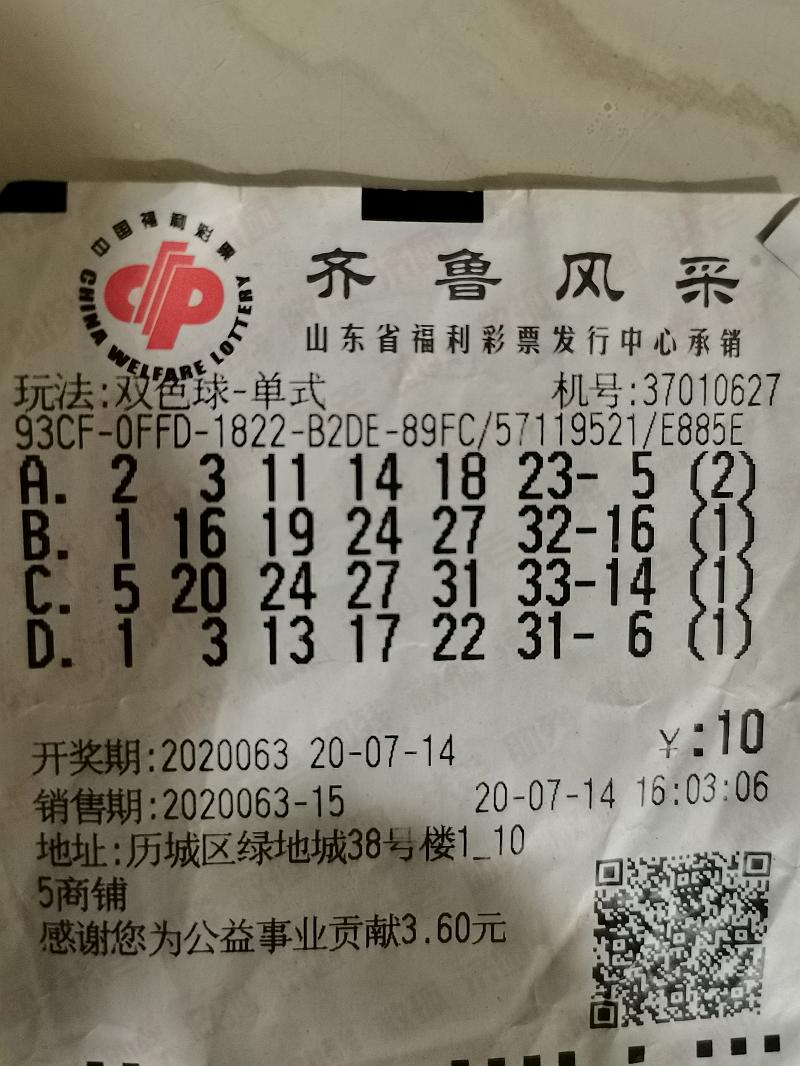 中国福利彩票
CHINA WELFARE LOTTERY
齐鲁风采
山东省福利彩票发行中心承销
玩法:双色球-单式 机号:37010627
93CF-0FFD-1822-B2DE-89FC/57119521/E885E
A. 2 3 11 14 18 23- 5 (2)
B. 1 16 19 24 27 32-16 (1)
C. 5 20 24 27 31 33-14 (1)
D. 1 3 13 17 22 31- 6 (1)
¥:10
开奖期:2020063 20-07-14
销售期:2020063-15 20-07-14 16:03:06
地址:历城区绿地城38号楼1_10
5商铺
感谢您为公益事业贡献3.60元